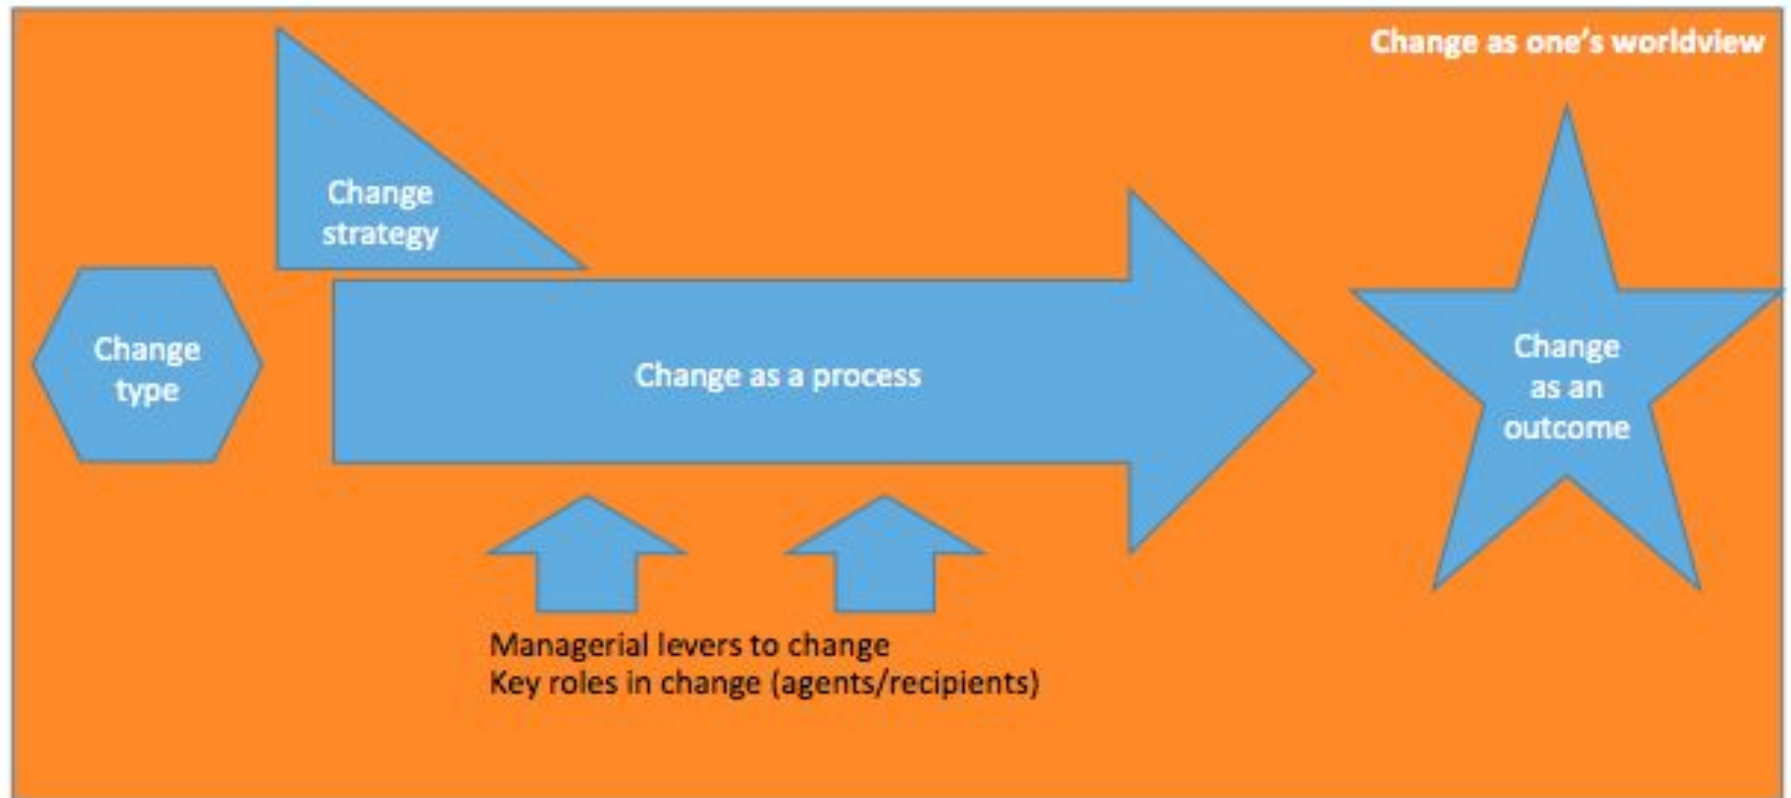 Change as one's worldview
Change
strategy
Change
type
Change as a process
Change
as an
outcome
Managerial levers to change
Key roles in change (agents/recipients)